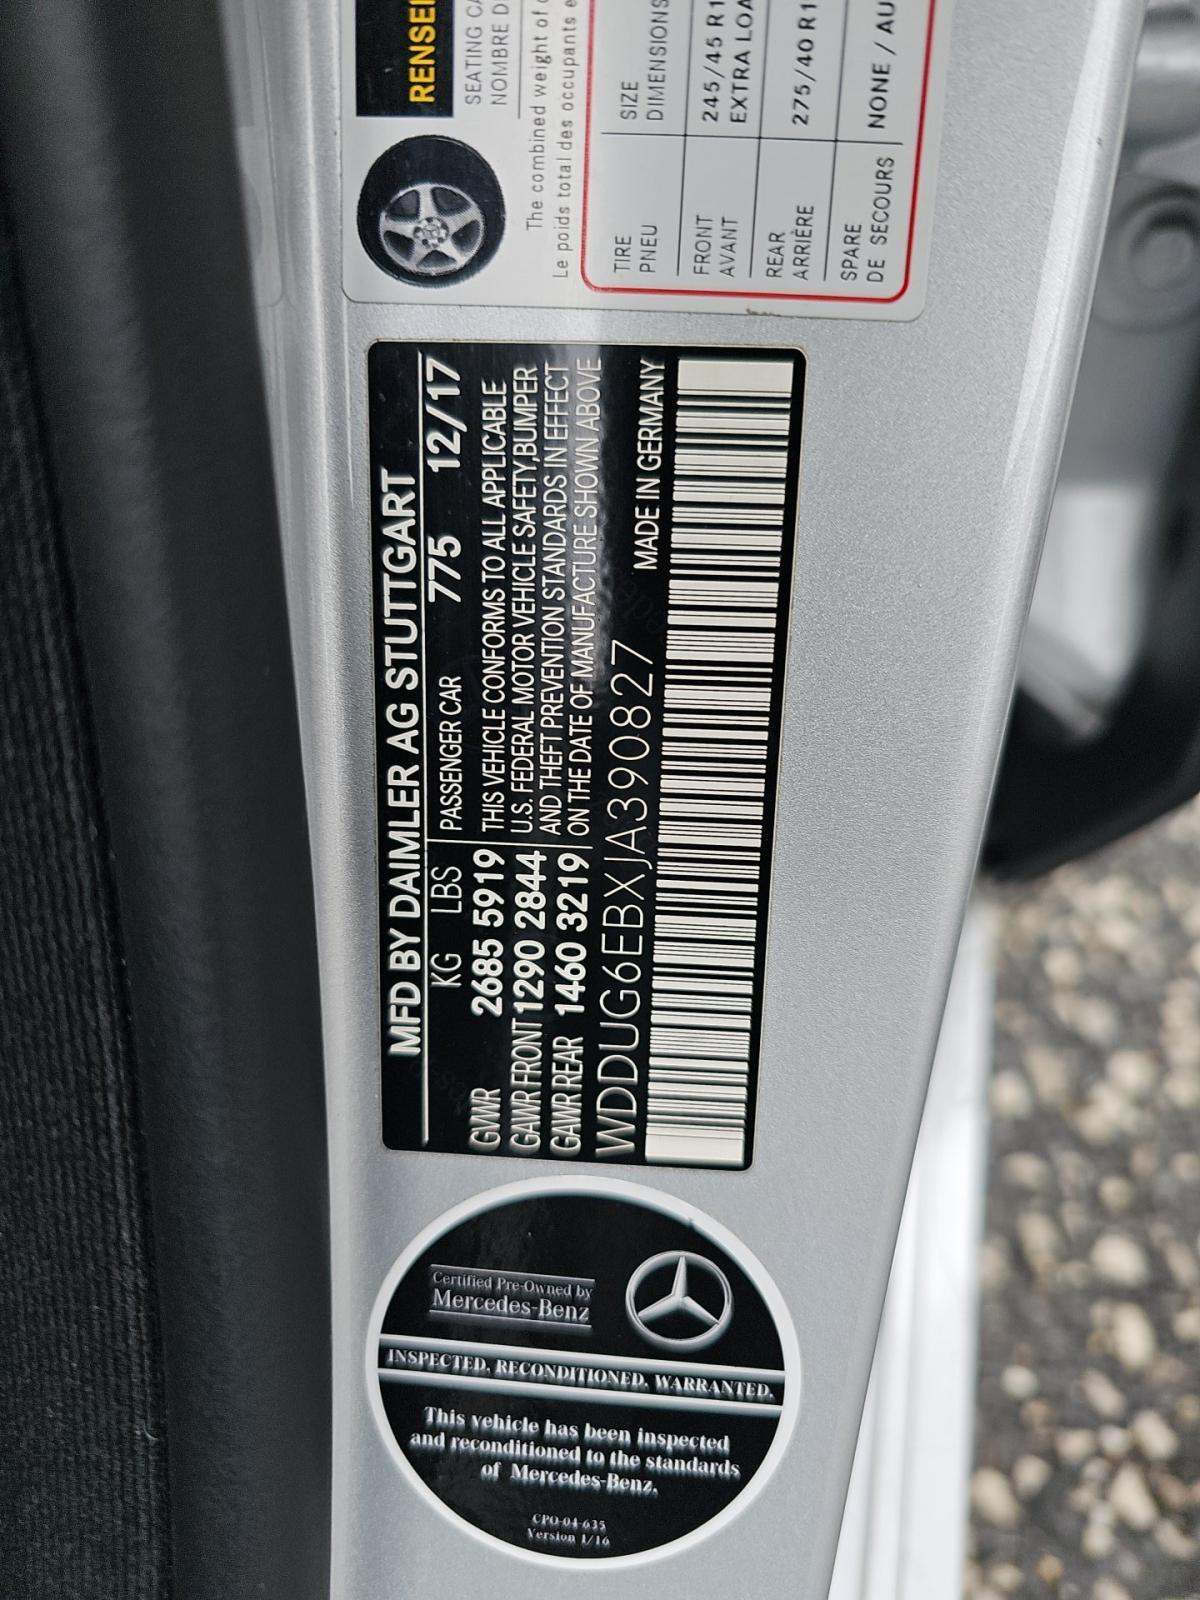 RENSEI
SEATING CA
NOMBRE D
The combined weight of
Le poids total des occupants e
TIRE
PNEU
SIZE
DIMENSIONS
FRONT
AVANT
245/45 R1
EXTRA LOA
REAR
ARRIÈRE
275/40 R1
SPARE
DE SECOURS
NONE / AU
MFD BY DAIMLER AG STUTTGART
KG LBS PASSENGER CAR 775 12/17
GVWR 2685 5919
GAWR FRONT 1290 2844
GAWR REAR 1460 3219
THIS VEHICLE CONFORMS TO ALL APPLICABLE
U.S. FEDERAL MOTOR VEHICLE SAFETY,BUMPER
AND THEFT PREVENTION STANDARDS IN EFFECT
ON THE DATE OF MANUFACTURE SHOWN ABOVE
WDDUG6EBXJA390827
MADE IN GERMANY
Certified Pre-Owned by
Mercedes-Benz
INSPECTED. RECONDITIONED. WARRANTED.
This vehicle has been inspected
and reconditioned to the standards
of Mercedes-Benz.
CPO-04-635
Version 1/16